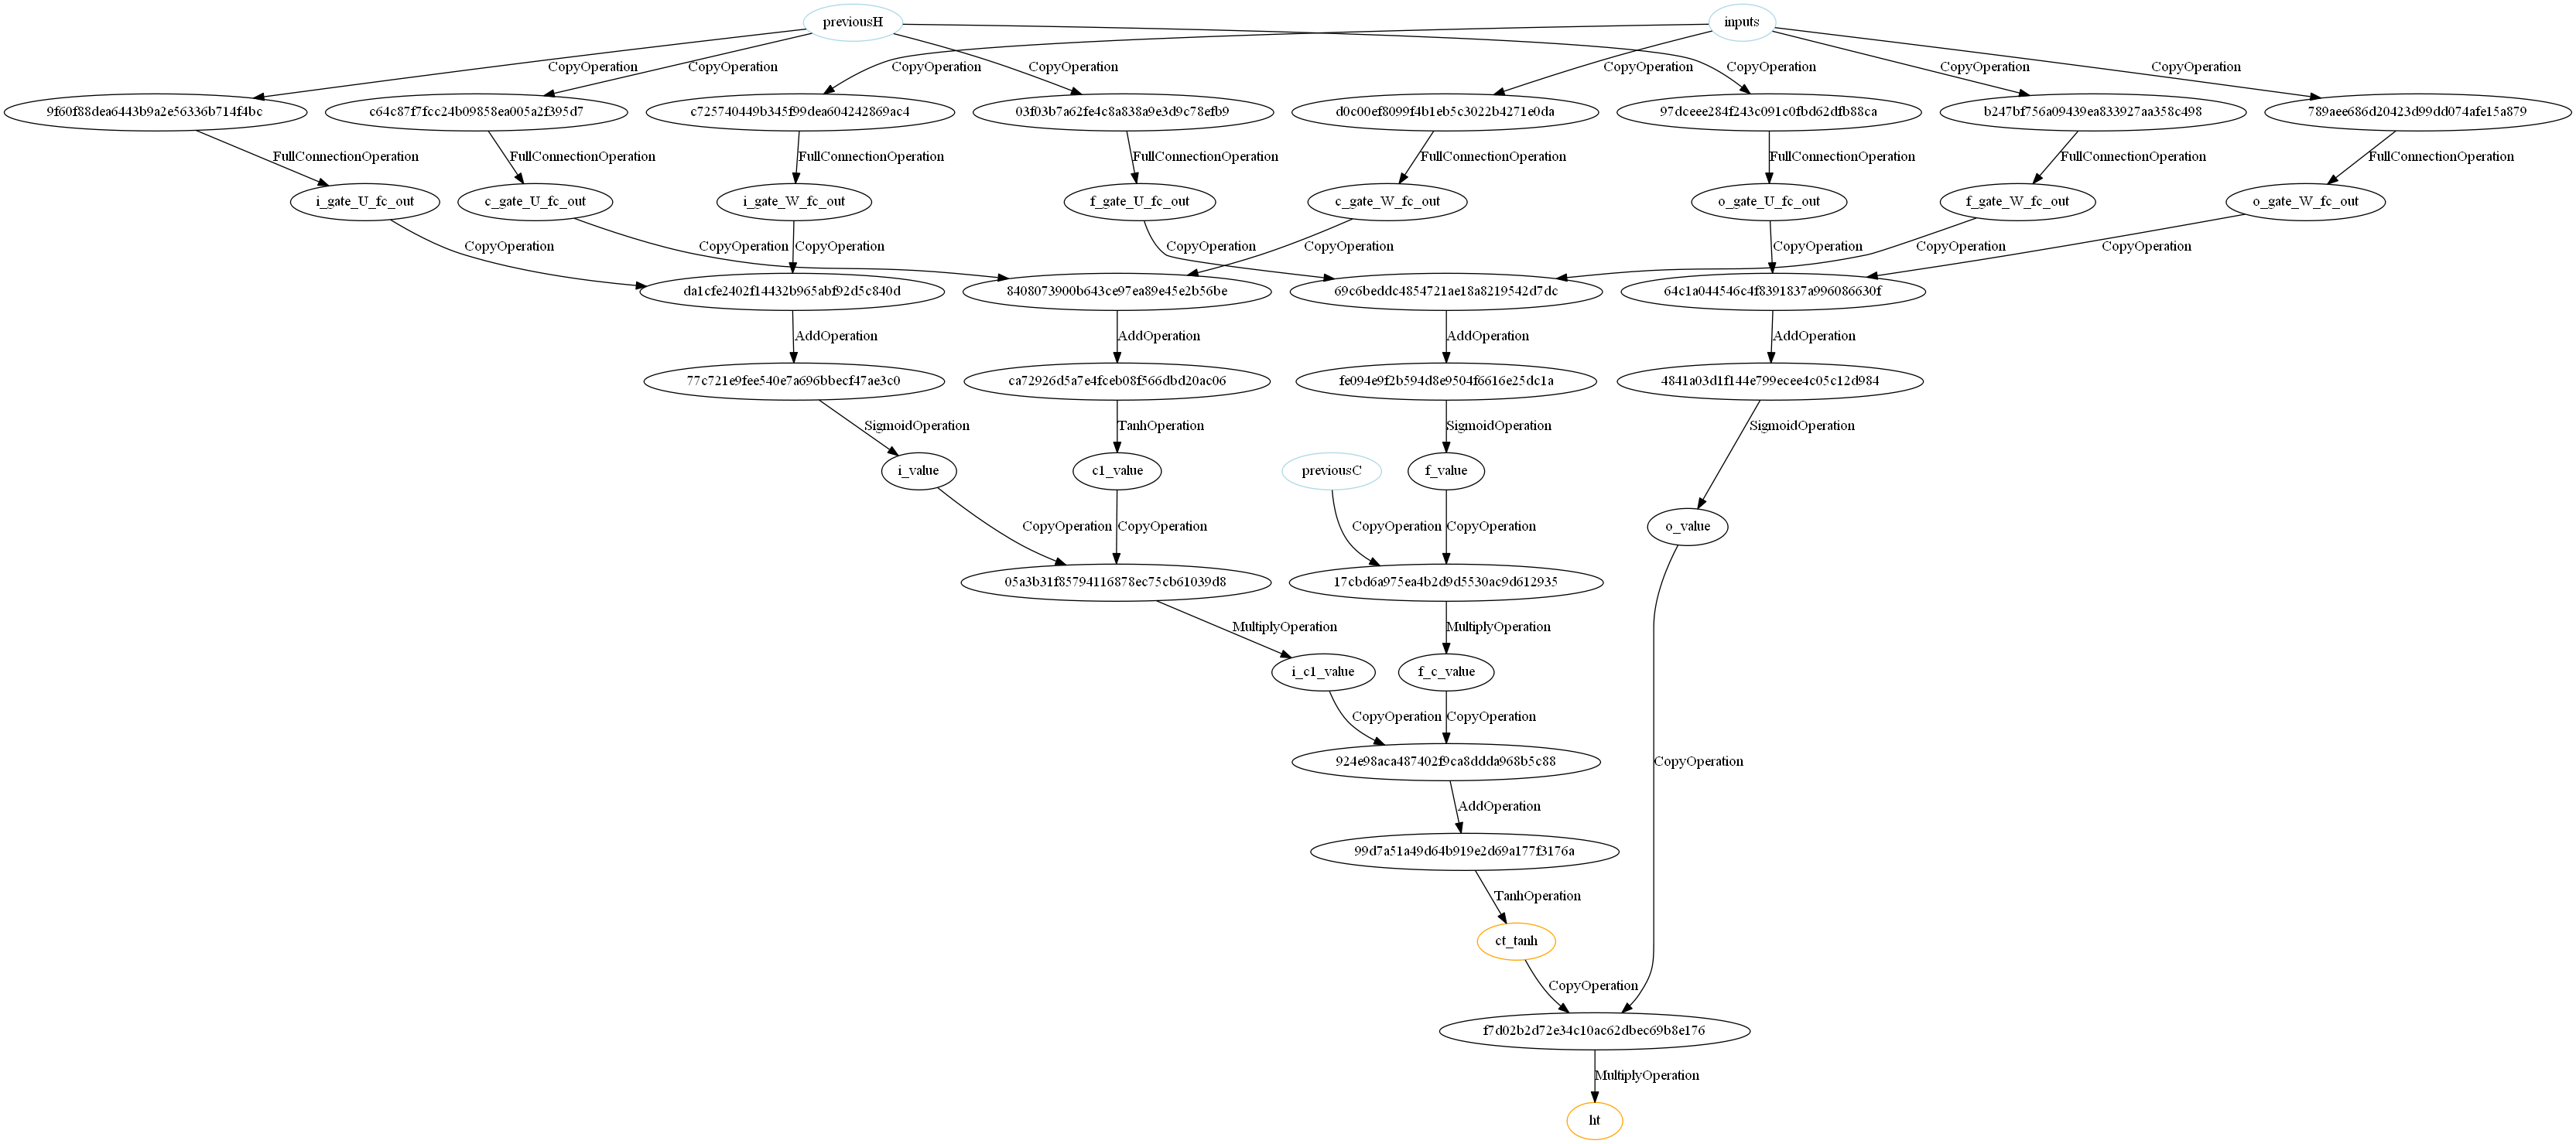 previousH
inputs
CopyOperation
CopyOperation
CopyOperation
CopyOperation
CopyOperation
CopyOperation
CopyOperation
CopyOperation
9f60f88dea6443b9a2e56336b714f4bc
c64c87f7fcc24b09858ea005a2f395d7
c725740449b345f99dea604242869ac4
03f03b7a62fe4c8a838a9e3d9c78efb9
d0c00ef8099f4b1eb5c3022b4271e0da
97dceee284f243c091c0fbd62dfb88ca
b247bf756a09439ea833927aa358c498
789aee686d20423d99dd074afe15a879
FullConnectionOperation
FullConnectionOperation
FullConnectionOperation
FullConnectionOperation
FullConnectionOperation
FullConnectionOperation
FullConnectionOperation
FullConnectionOperation
i_gate_U_fc_out
c_gate_U_fc_out
i_gate_W_fc_out
f_gate_U_fc_out
c_gate_W_fc_out
o_gate_U_fc_out
f_gate_W_fc_out
o_gate_W_fc_out
CopyOperation
CopyOperation
CopyOperation
CopyOperation
CopyOperation
CopyOperation
CopyOperation
CopyOperation
da1cfe2402f14432b965abf92d5c840d
8408073900b643ce97ea89e45e2b56be
69c6beddc4854721ae18a8219542d7dc
64c1a044546c4f8391837a996086630f
AddOperation
AddOperation
AddOperation
AddOperation
77c721e9fee540e7a696bbecf47ae3c0
ca72926d5a7e4fceb08f566dbd20ac06
fe094e9f2b594d8e9504f6616e25dc1a
4841a03d1f144e799ecee4c05c12d984
SigmoidOperation
TanhOperation
SigmoidOperation
SigmoidOperation
i_value
c1_value
previousC
f_value
CopyOperation
CopyOperation
CopyOperation
CopyOperation
o_value
05a3b31f85794116878ec75cb61039d8
17cbd6a975ea4b2d9d5530ac9d612935
MultiplyOperation
MultiplyOperation
i_c1_value
f_c_value
CopyOperation
CopyOperation
924e98aca487402f9ca8ddda968b5c88
CopyOperation
AddOperation
99d7a51a49d64b919e2d69a177f3176a
TanhOperation
ct_tanh
CopyOperation
f7d02b2d72e34c10ac62dbec69b8e176
MultiplyOperation
ht